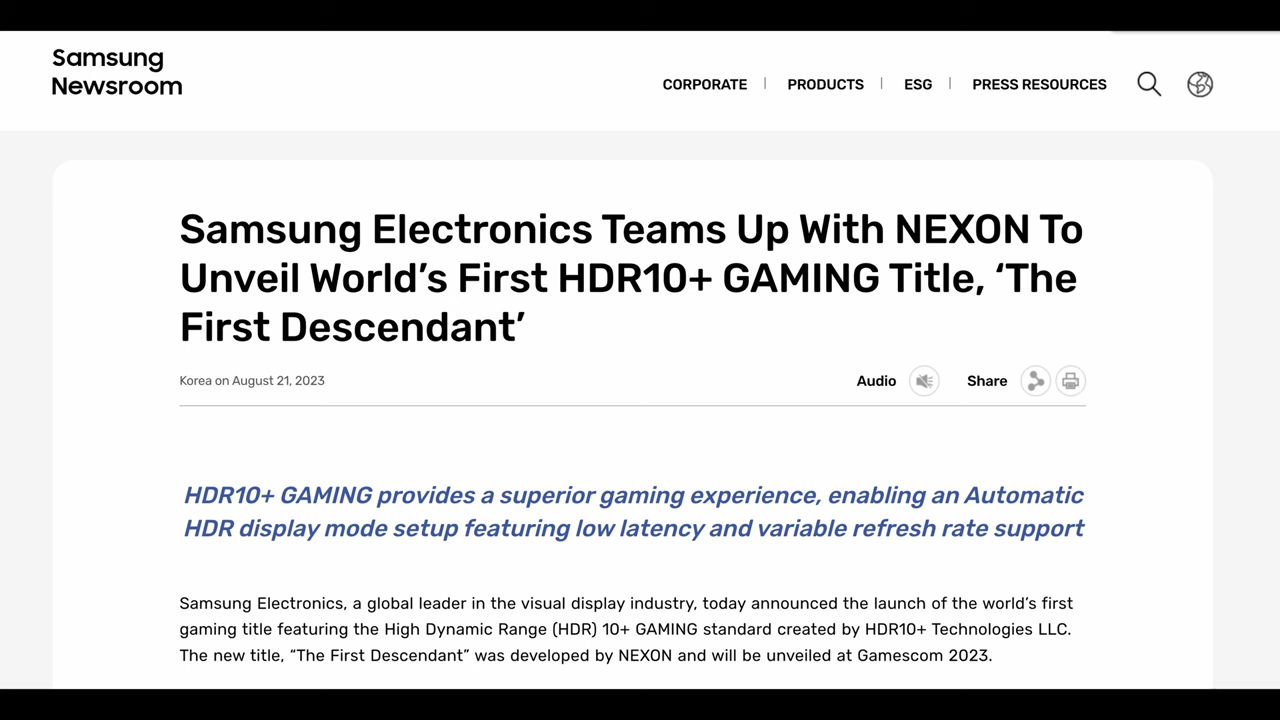 Samsung
Newsroom
CORPORATE
PRODUCTS
ESG
PRESS RESOURCES
Samsung Electronics Teams Up With NEXON To
Unveil World’s First HDR10+ GAMING Title, ‘The
First Descendant’
Korea on August 21, 2023
Audio
Share
HDR10+ GAMING provides a superior gaming experience, enabling an Automatic
HDR display mode setup featuring low latency and variable refresh rate support
Samsung Electronics, a global leader in the visual display industry, today announced the launch of the world’s first
gaming title featuring the High Dynamic Range (HDR) 10+ GAMING standard created by HDR10+ Technologies LLC.
The new title, “The First Descendant” was developed by NEXON and will be unveiled at Gamescom 2023.